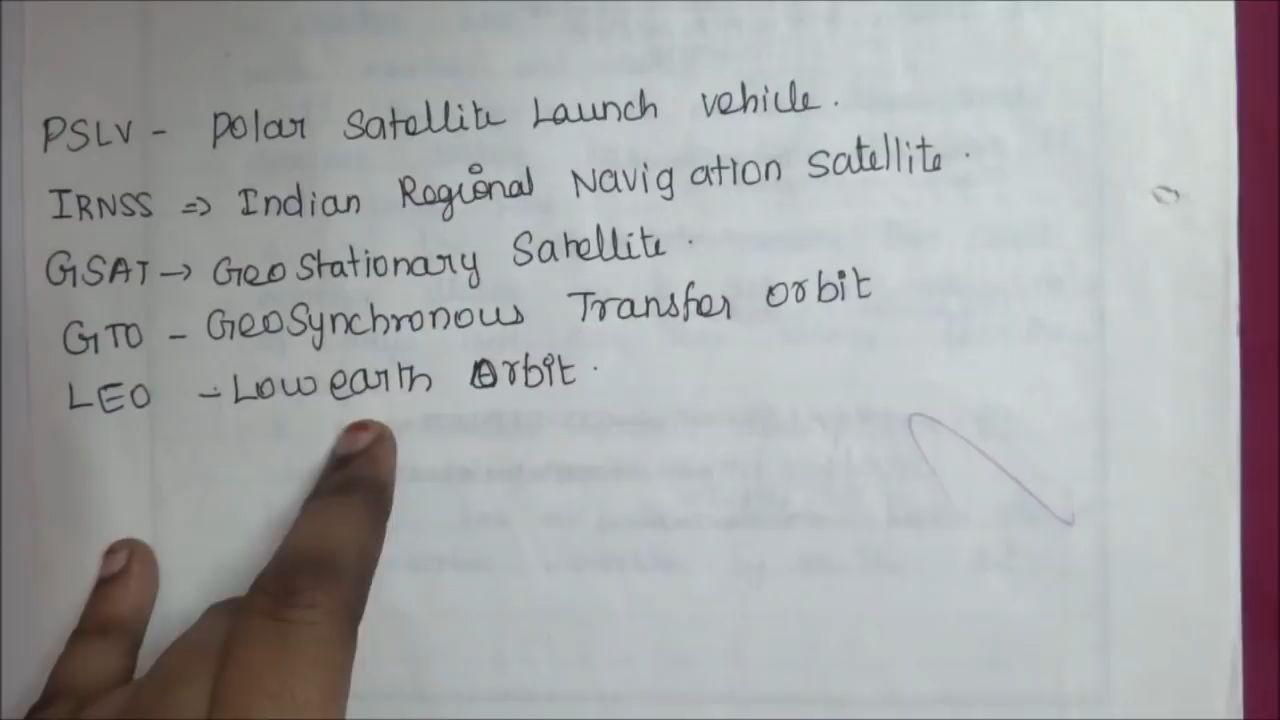 PSLV - Polar Satellite Launch vehicle.
IRNSS => Indian Regional Navigation Satellite.
GSAT → GeoStationary Satellite.
GTO - GeoSynchronous Transfer orbit
LEO - Low earth Orbit.